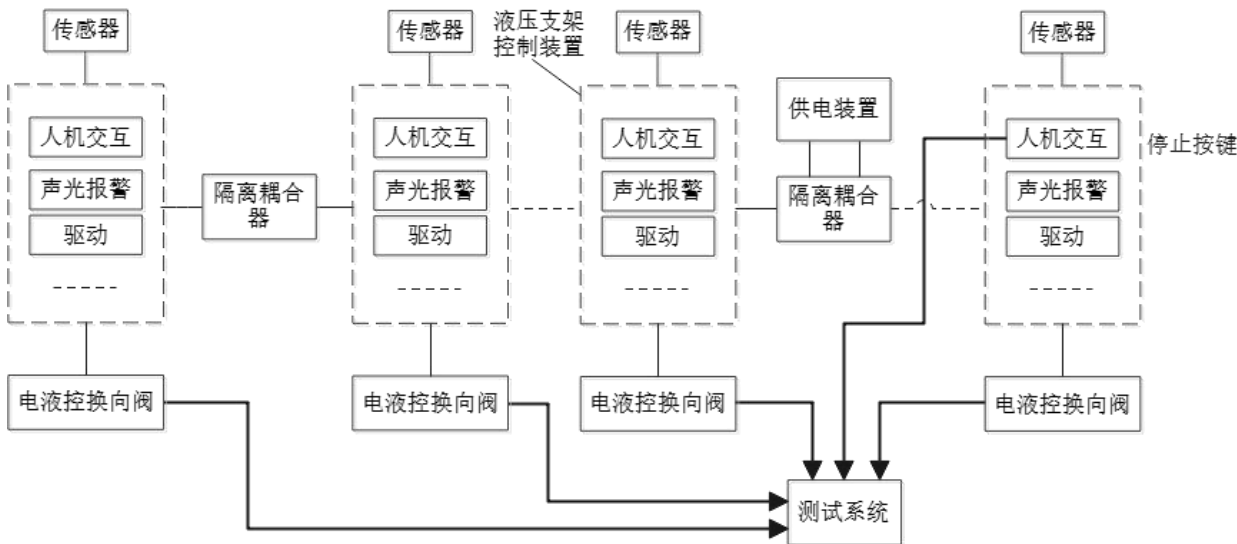 传感器
传感器
液压支架
控制装置
传感器
传感器
人机交互
声光报警
驱动
隔离耦合
器
人机交互
声光报警
驱动
人机交互
声光报警
驱动
供电装置
隔离耦合
器
人机交互
声光报警
驱动
停止按键
电液控换向阀
电液控换向阀
电液控换向阀
电液控换向阀
测试系统